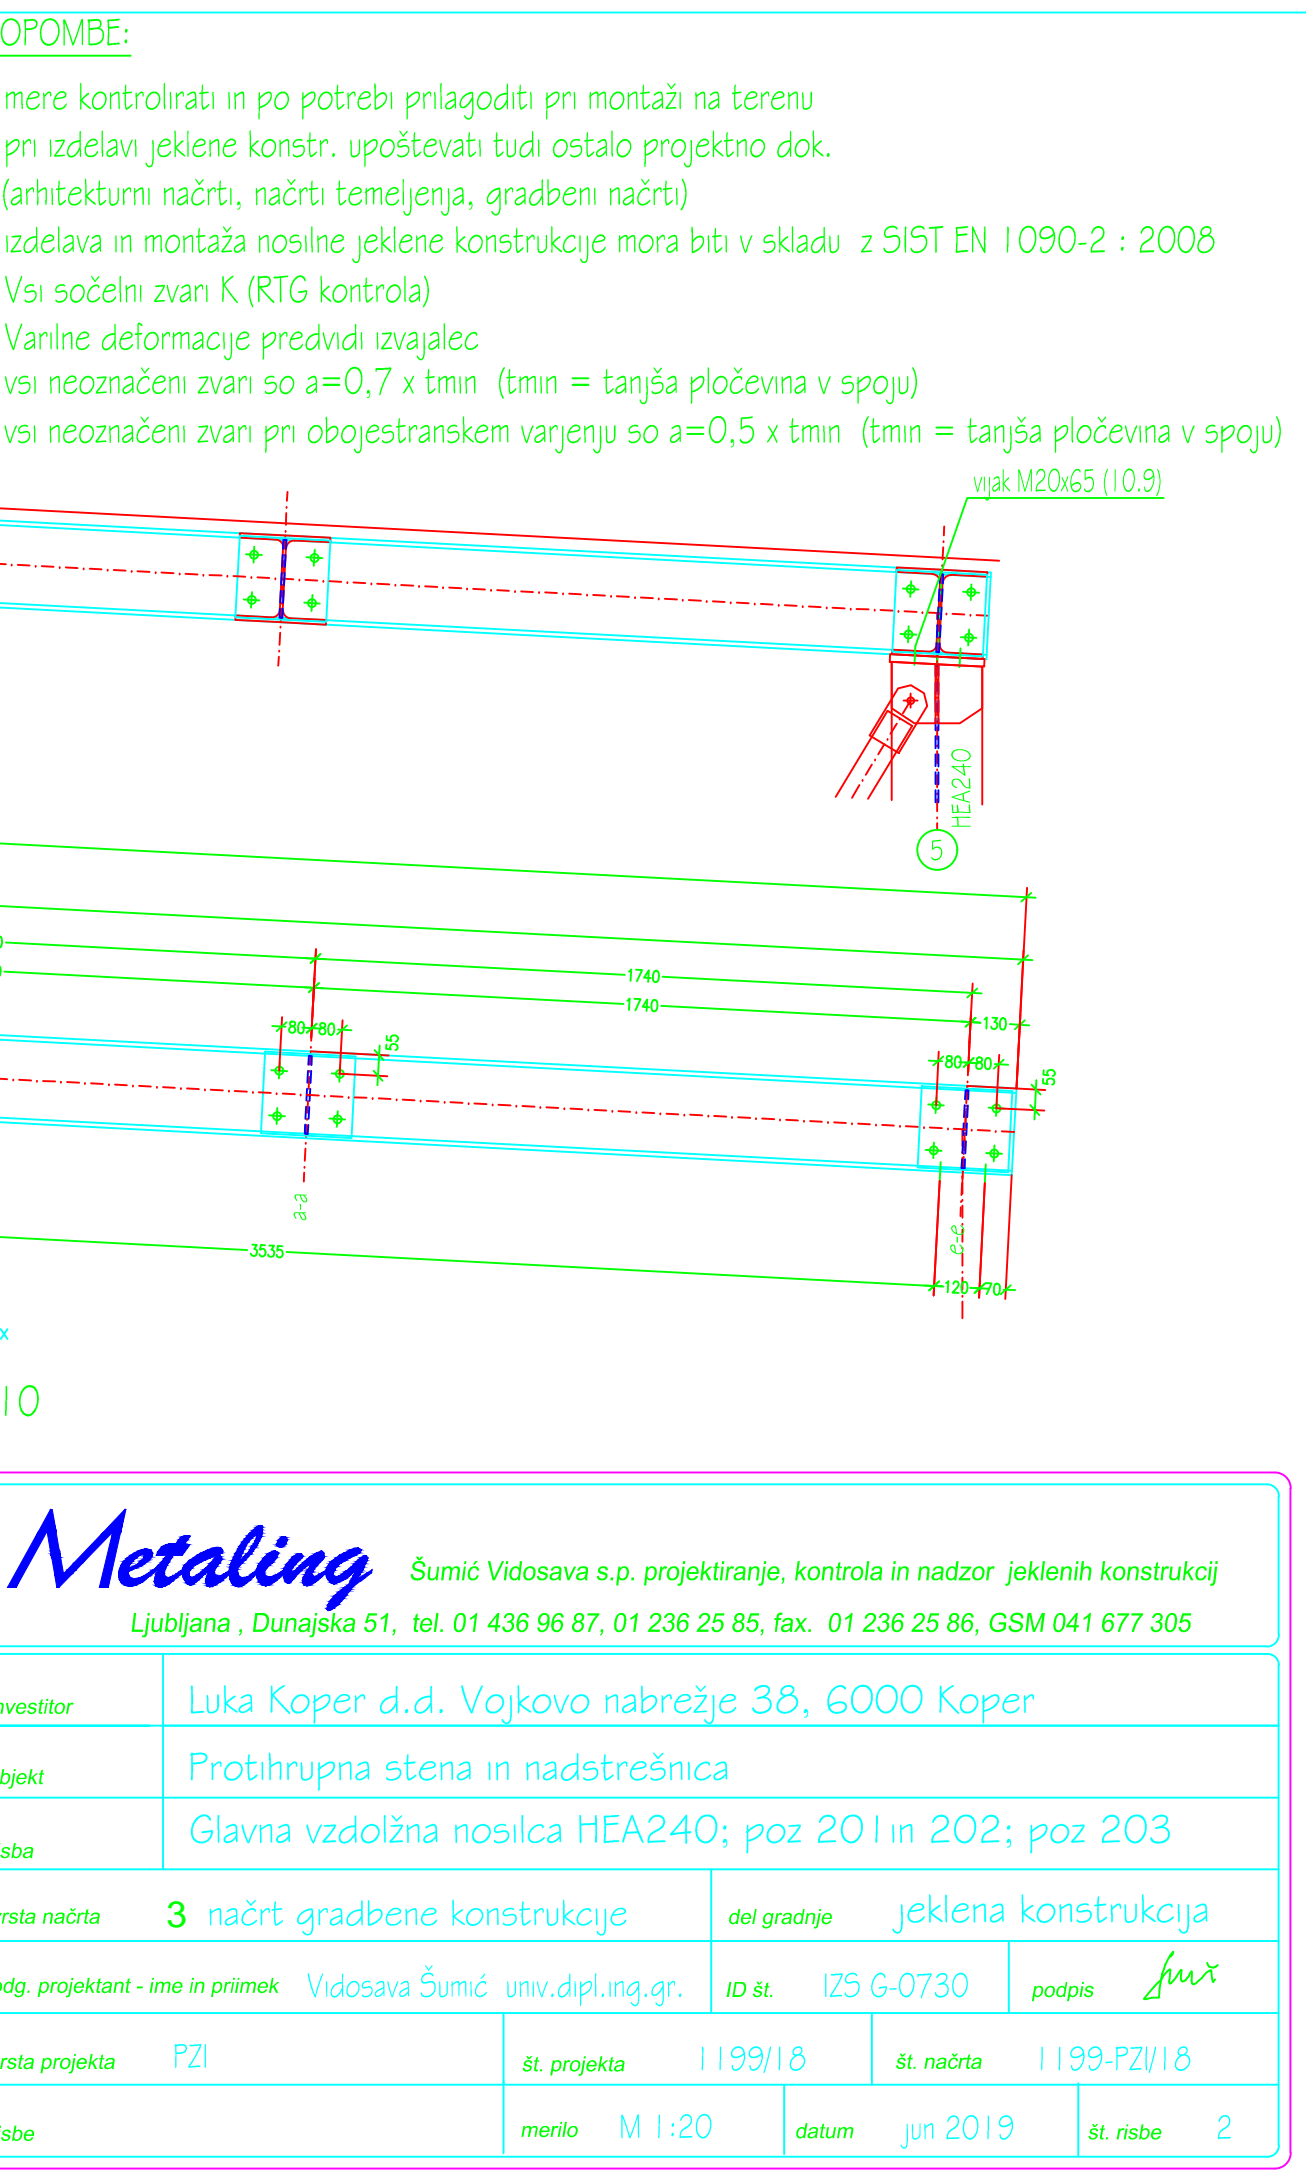 OPOMBE:
mere kontrolirati in po potrebi prilagoditi pri montaži na terenu
pri izdelavi jeklene konstr. upoštevati tudi ostalo projektno dok.
(arhitekturni načrti, načrti temeljenja, gradbeni načrti)
izdelava in montaža nosilne jeklene konstrukcije mora biti v skladu z SIST EN 1090-2 : 2008
Vsi sočelni zvari K (RTG kontrola)
Varilne deformacije predvidi izvajalec
vsi neoznačeni zvari so a=0,7 x tmin (tmin = tanjša pločevina v spoju)
vsi neoznačeni zvari pri obojestranskem varjenju so a=0,5 x tmin (tmin = tanjša pločevina v spoju)
vijak M20x65 (10.9)
HEA240
5
1740
1740
130
80 80
55
80 80
55
a-a
e-e
3535
120 70
x
10
Metaling
Šumić Vidosava s.p. projektiranje, kontrola in nadzor jeklenih konstrukcij
Ljubljana , Dunajska 51, tel. 01 436 96 87, 01 236 25 85, fax. 01 236 25 86, GSM 041 677 305
nvestitor Luka Koper d.d. Vojkovo nabrežje 38, 6000 Koper
bjekt Protihrupna stena in nadstrešnica
isba Glavna vzdolžna nosilca HEA240; poz 201in 202; poz 203
vrsta načrta 3 načrt gradbene konstrukcije del gradnje jeklena konstrukcija
odg. projektant - ime in priimek Vidosava Šumić univ.dipl.ing.gr. ID št. IZS G-0730 podpis
rsta projekta PZI št. projekta 1199/18 št. načrta 1199-PZI/18
isbe merilo M 1:20 datum jun 2019 št. risbe 2